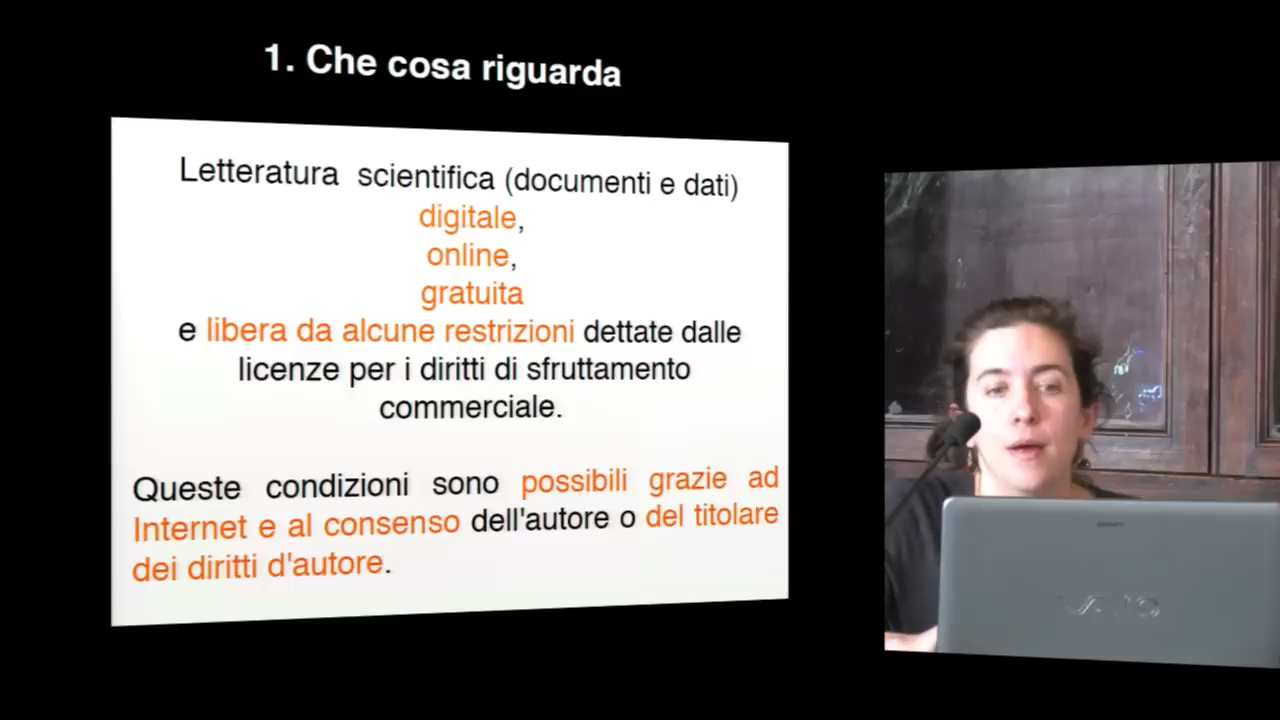 1. Che cosa riguarda
Letteratura scientifica (documenti e dati)
digitale,
online,
gratuita
e libera da alcune restrizioni dettate dalle
licenze per i diritti di sfruttamento
commerciale.
Queste condizioni sono possibili grazie ad
Internet e al consenso dell'autore o del titolare
dei diritti d'autore.
SONY
VAIO